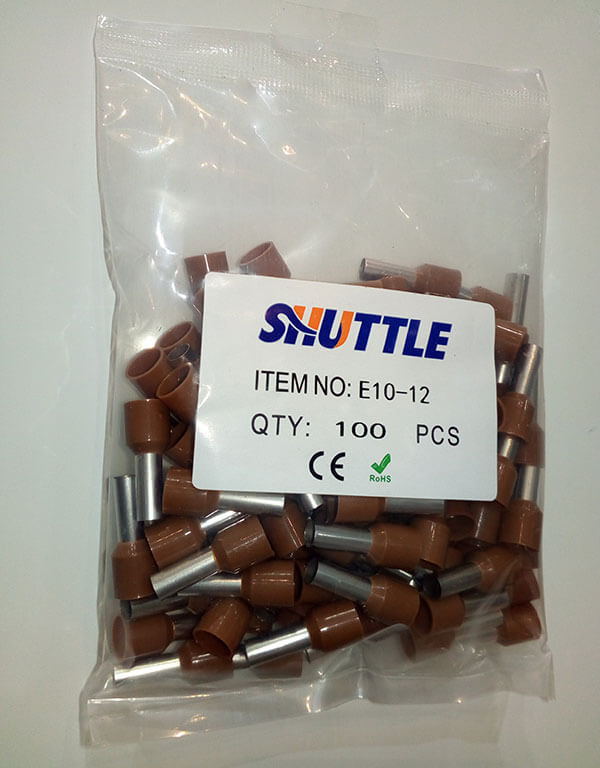 SHUTTLE
ITEM NO: E10-12
QTY: 100 PCS
CE RoHS